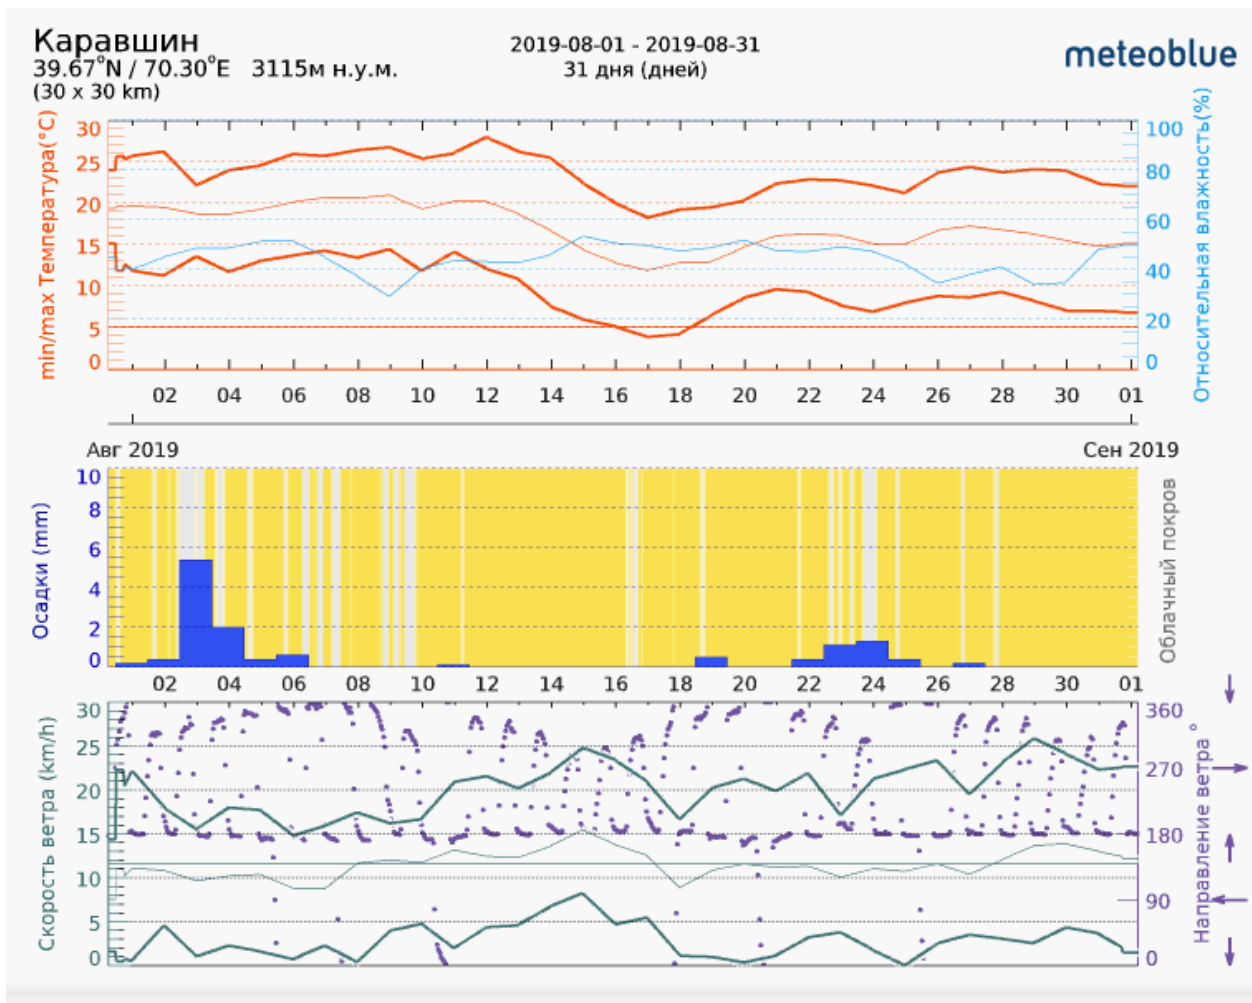 Каравшин
39.67°N / 70.30°E 3115м н.у.м.
(30 x 30 km)
2019-08-01 - 2019-08-31
31 дня (дней)
meteoblue
min/max Температура(°C)
30
25
20
15
10
5
0
Относительная влажность(%)
100
80
60
40
20
0
02 04 06 08 10 12 14 16 18 20 22 24 26 28 30 01
Авг 2019 Сен 2019
Осадки (mm)
10
8
6
4
2
0
Облачный покров
02 04 06 08 10 12 14 16 18 20 22 24 26 28 30 01
Скорость ветра (km/h)
30
25
20
15
10
5
0
Направление ветра °
360
270
180
90
0